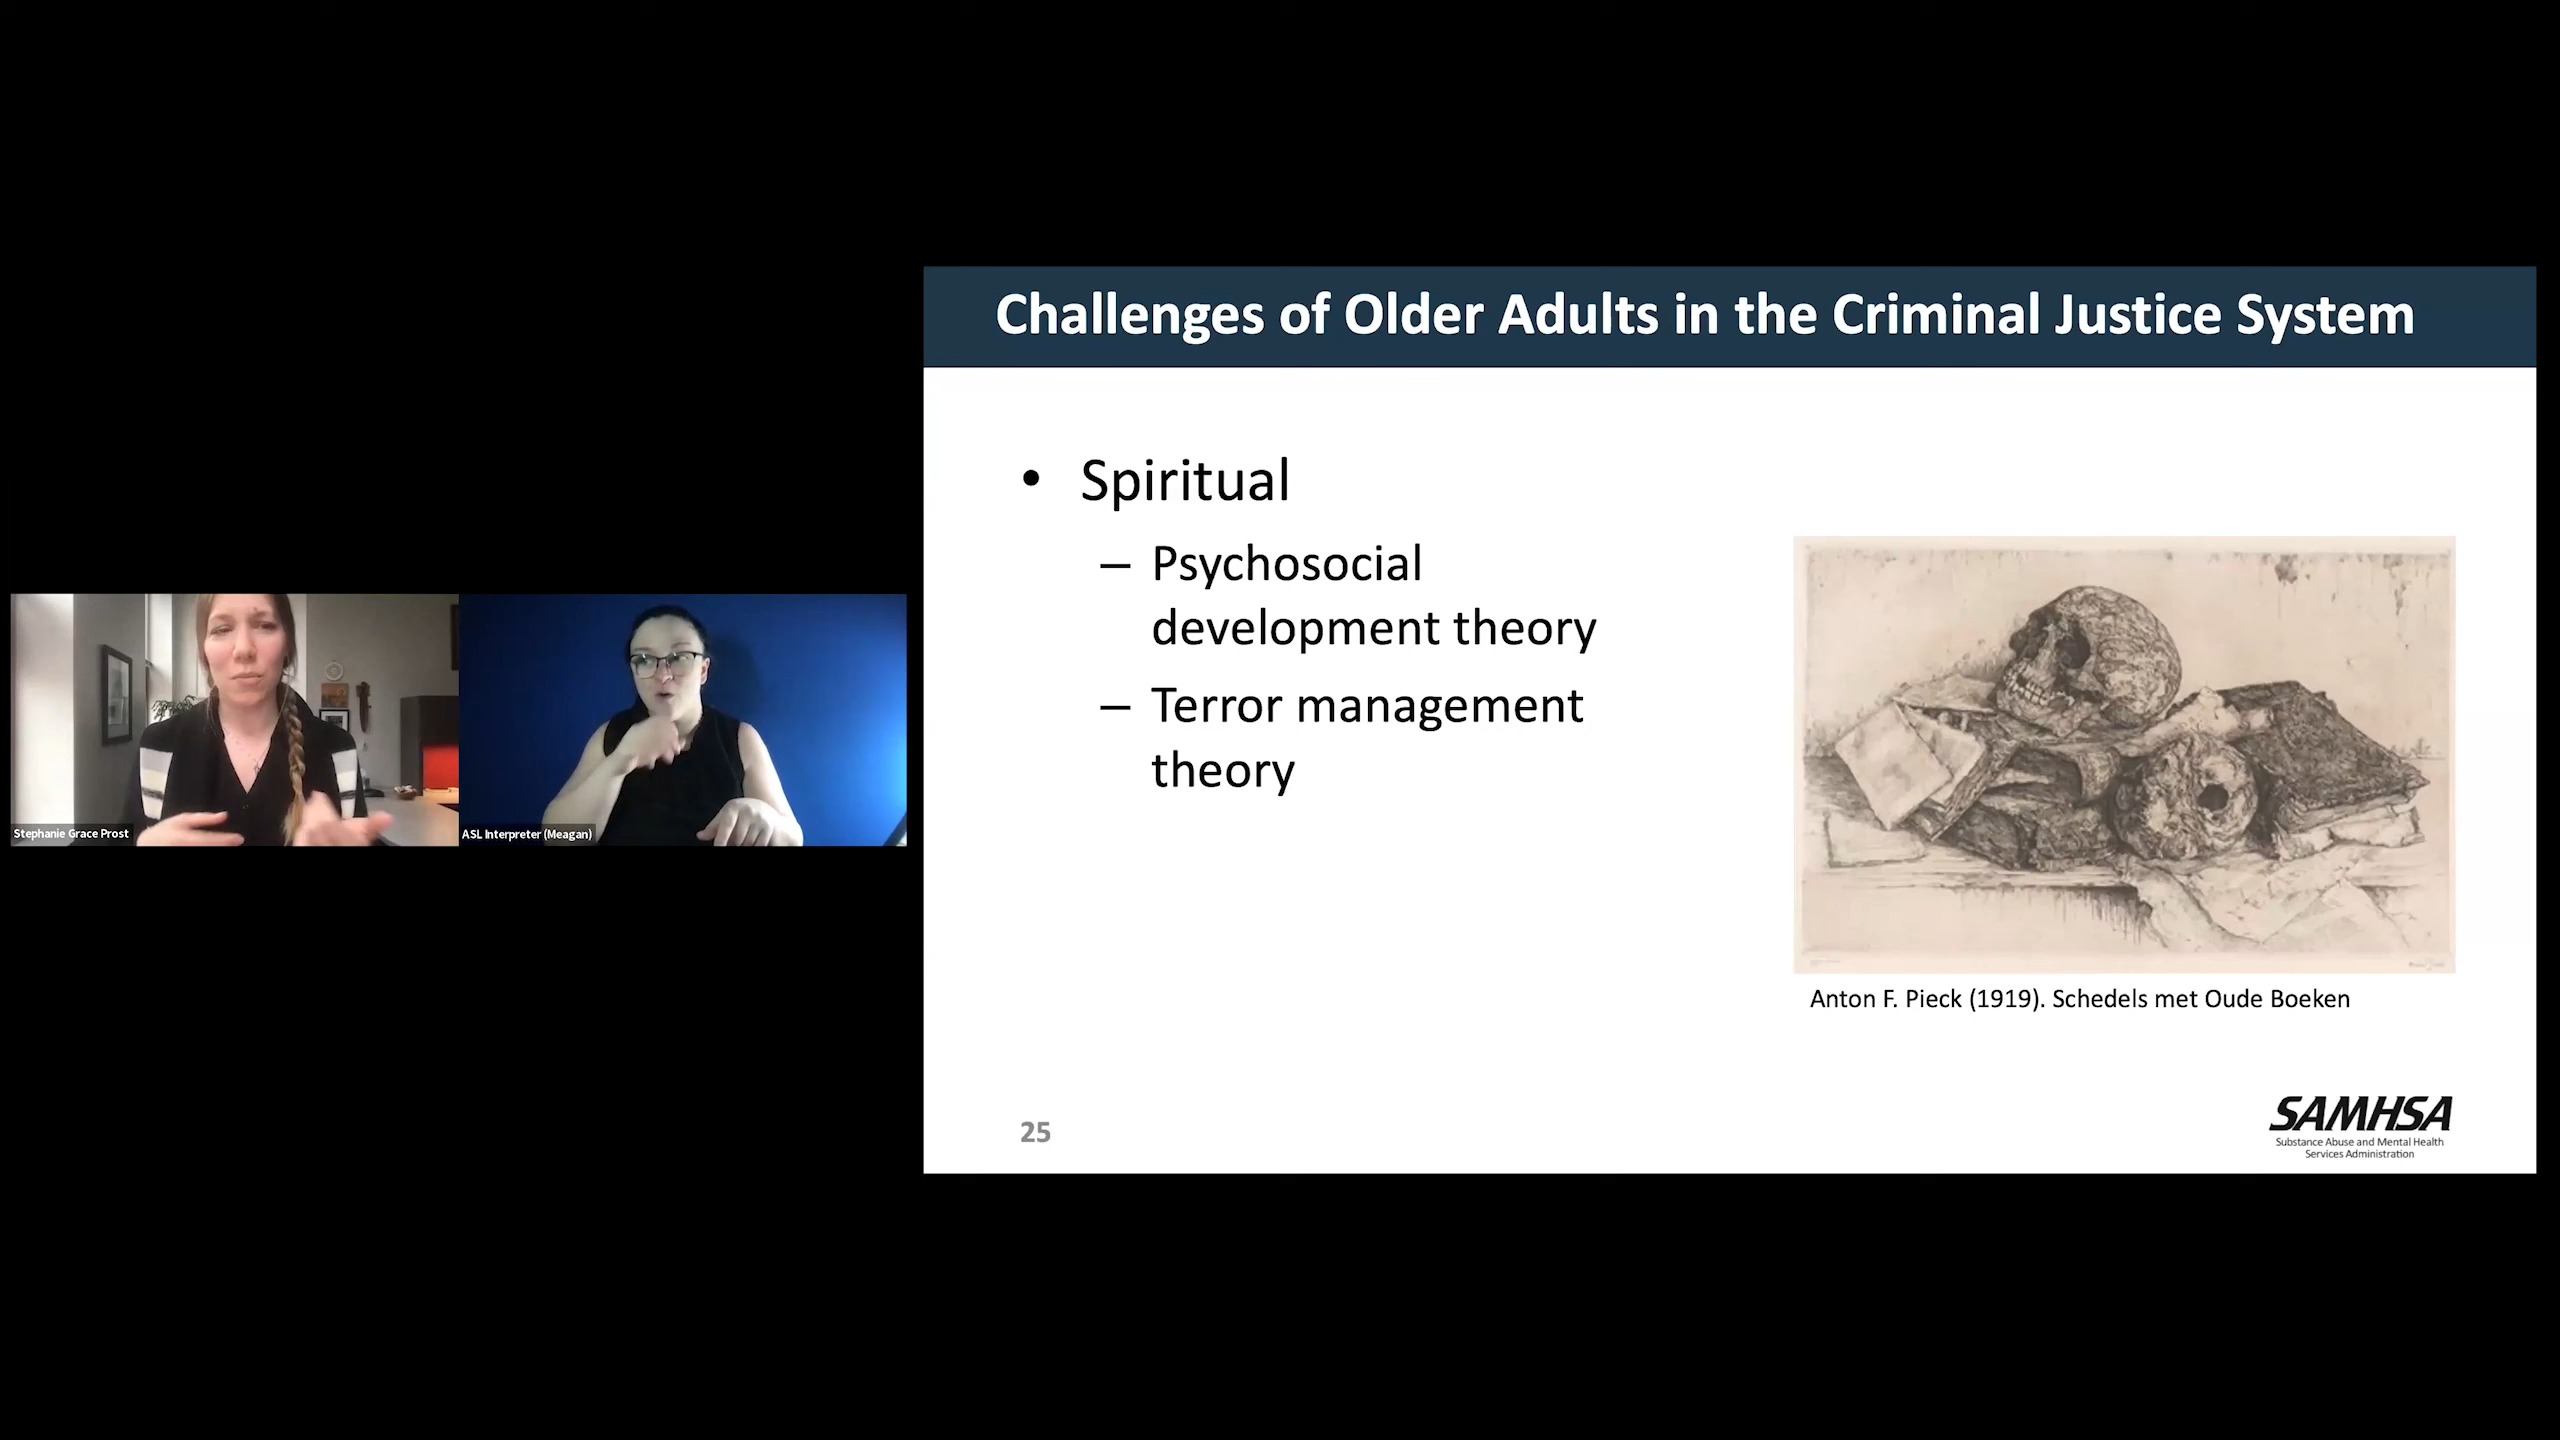 Challenges of Older Adults in the Criminal Justice System
• Spiritual
– Psychosocial
development theory
– Terror management
theory
Anton F. Pieck (1919). Schedels met Oude Boeken
25
SAMHSA
Substance Abuse and Mental Health
Services Administration
Stephanie Grace Prost
ASL Interpreter (Meagan)